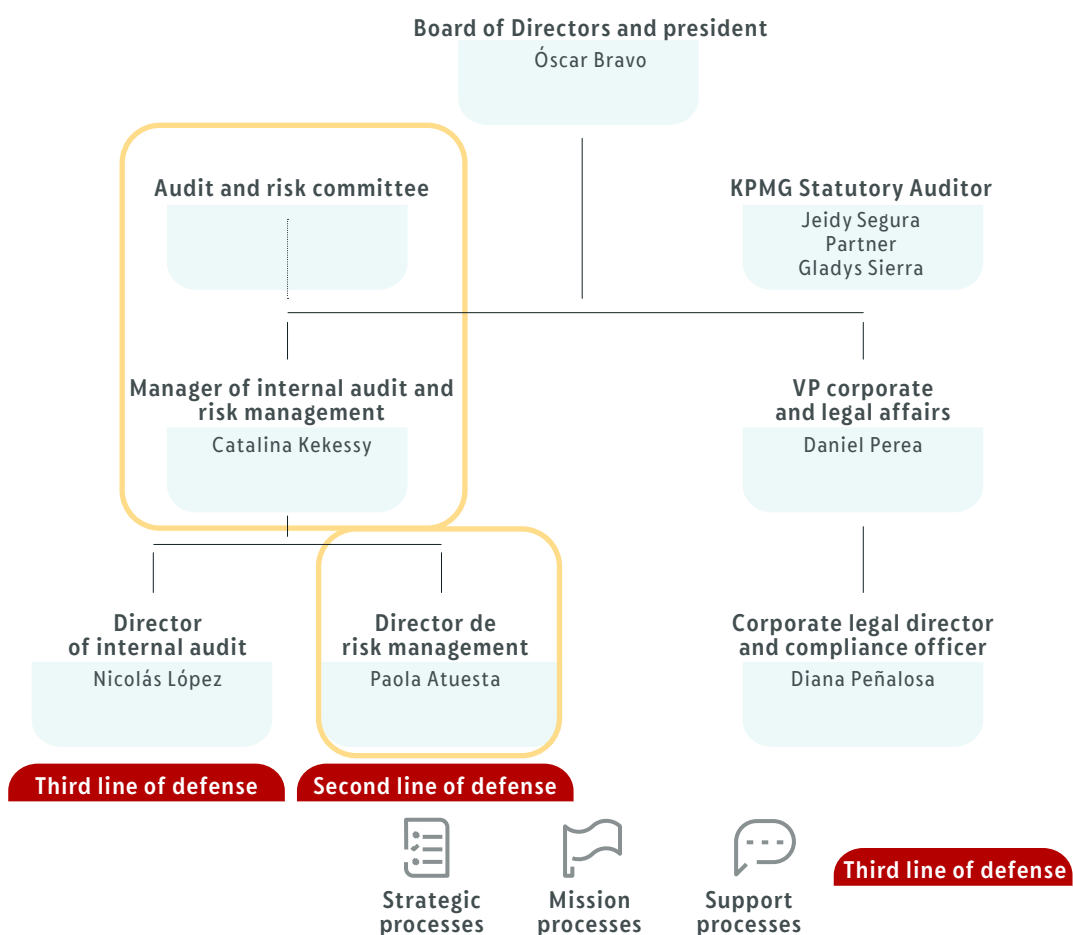 Board of Directors and president
Óscar Bravo
Audit and risk committee
KPMG Statutory Auditor
Jeidy Segura
Partner
Gladys Sierra
Manager of internal audit and
risk management
Catalina Kekessy
VP corporate
and legal affairs
Daniel Perea
Director
of internal audit
Nicolás López
Director de
risk management
Paola Atuesta
Corporate legal director
and compliance officer
Diana Peñalosa
Third line of defense
Second line of defense
Third line of defense
Strategic
processes
Mission
processes
Support
processes